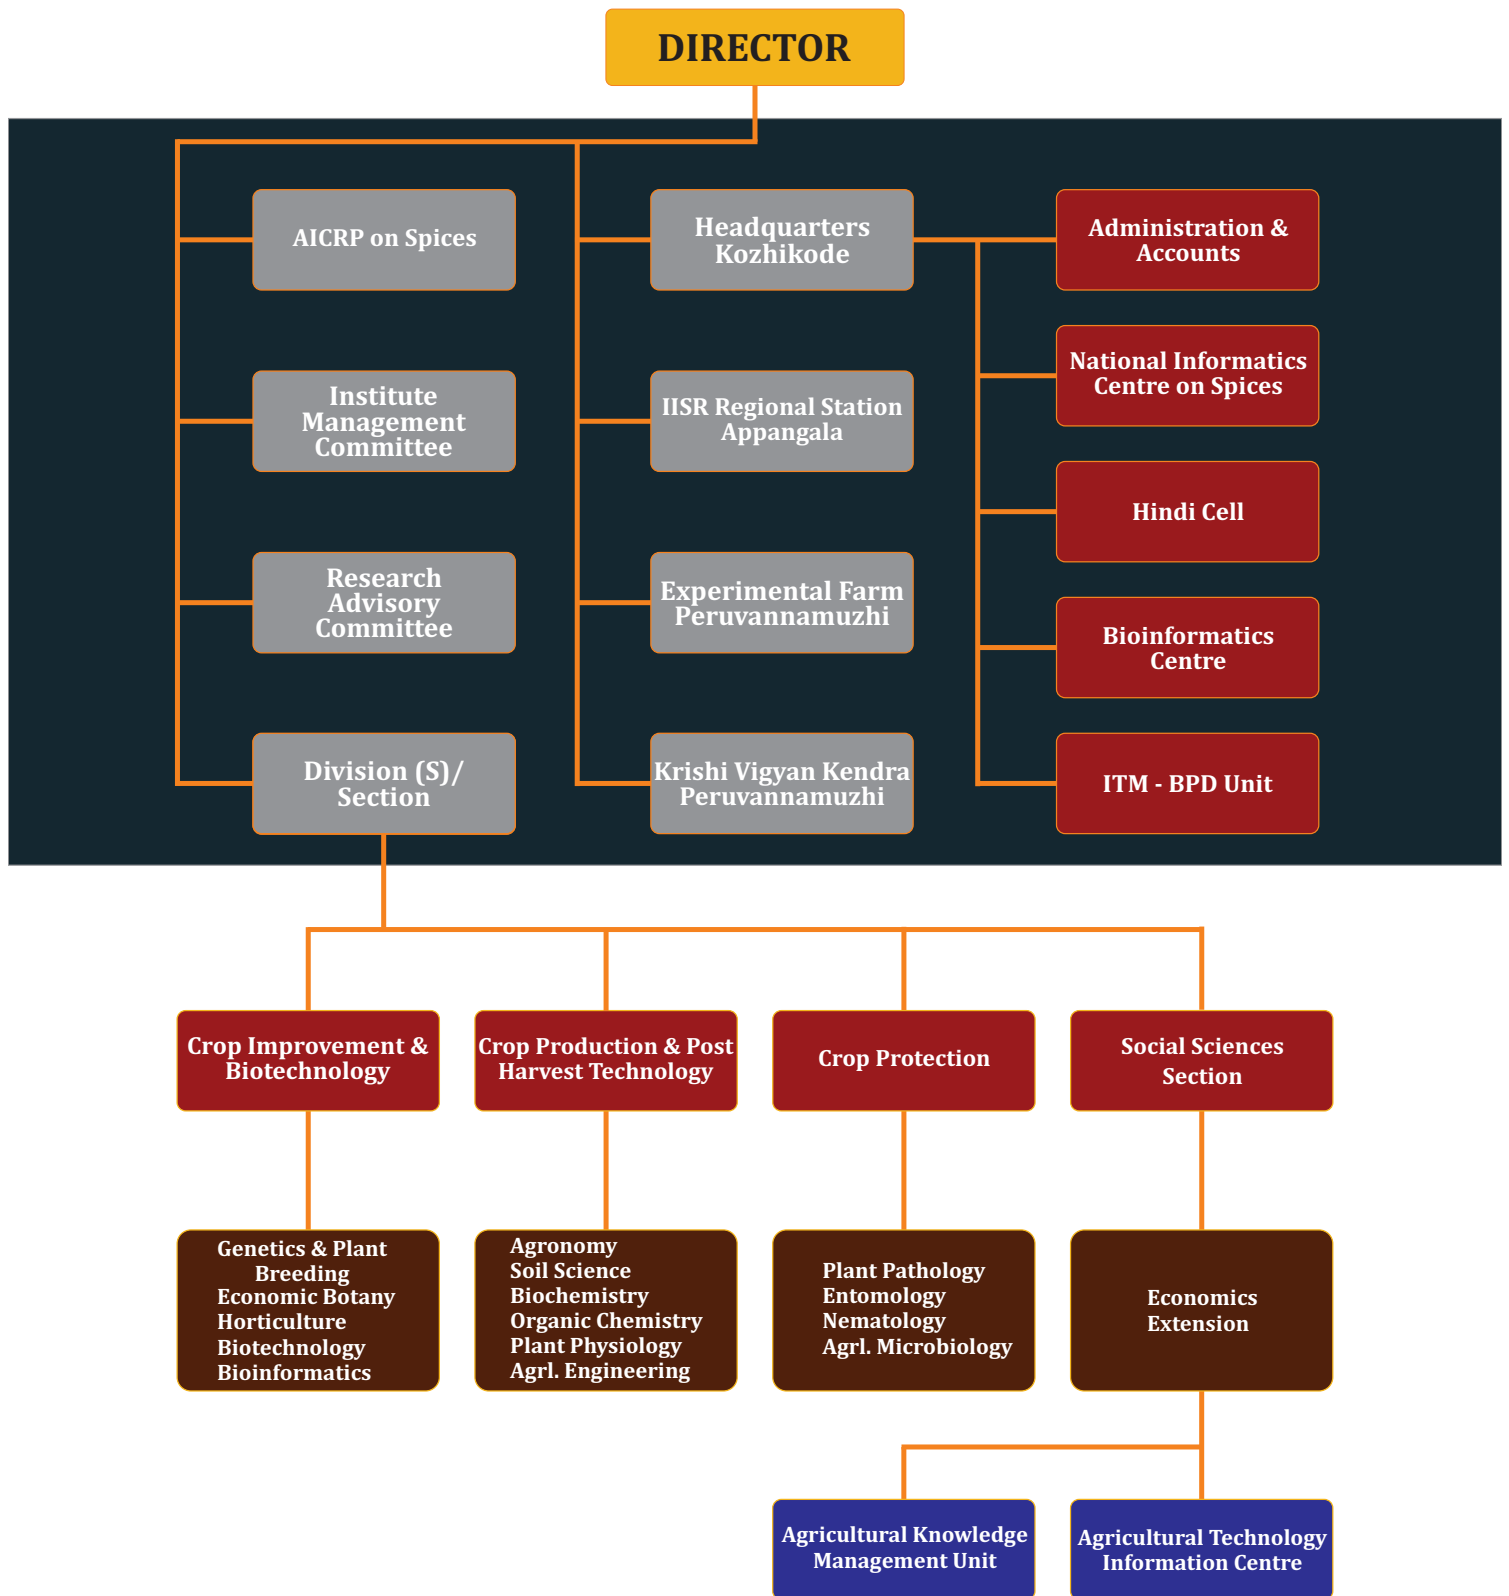 DIRECTOR
AICRP on Spices
Headquarters
Kozhikode
Administration &
Accounts
National Informatics
Centre on Spices
Institute
Management
Committee
IISR Regional Station
Appangala
Hindi Cell
Research
Advisory
Committee
Experimental Farm
Peruvannamuzhi
Bioinformatics
Centre
Division (S)/
Section
Krishi Vigyan Kendra
Peruvannamuzhi
ITM - BPD Unit
Crop Improvement &
Biotechnology
Crop Production & Post
Harvest Technology
Crop Protection
Social Sciences
Section
Genetics & Plant
Breeding
Economic Botany
Horticulture
Biotechnology
Bioinformatics
Agronomy
Soil Science
Biochemistry
Organic Chemistry
Plant Physiology
Agrl. Engineering
Plant Pathology
Entomology
Nematology
Agrl. Microbiology
Economics
Extension
Agricultural Knowledge
Management Unit
Agricultural Technology
Information Centre